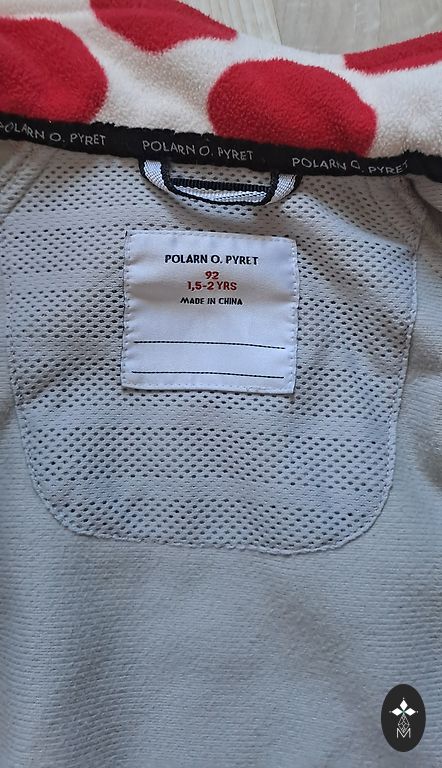 POLARN O. PYRET POLARN O. PYRET POLARN O. PYRET
POLARN O. PYRET
92
1,5-2 YRS
MADE IN CHINA
M